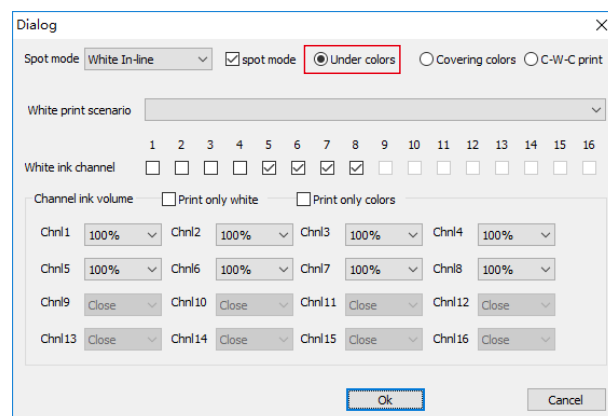 Dialog
Spot mode White In-line spot mode Under colors Covering colors C-W-C print
White print scenario
1 2 3 4 5 6 7 8 9 10 11 12 13 14 15 16
White ink channel
Channel ink volume Print only white Print only colors
Chnl1 100% Chnl2 100% Chnl3 100% Chnl4 100%
Chnl5 100% Chnl6 100% Chnl7 100% Chnl8 100%
Chnl9 Close Chnl10 Close Chnl11 Close Chnl12 Close
Chnl13 Close Chnl14 Close Chnl15 Close Chnl16 Close
Ok Cancel